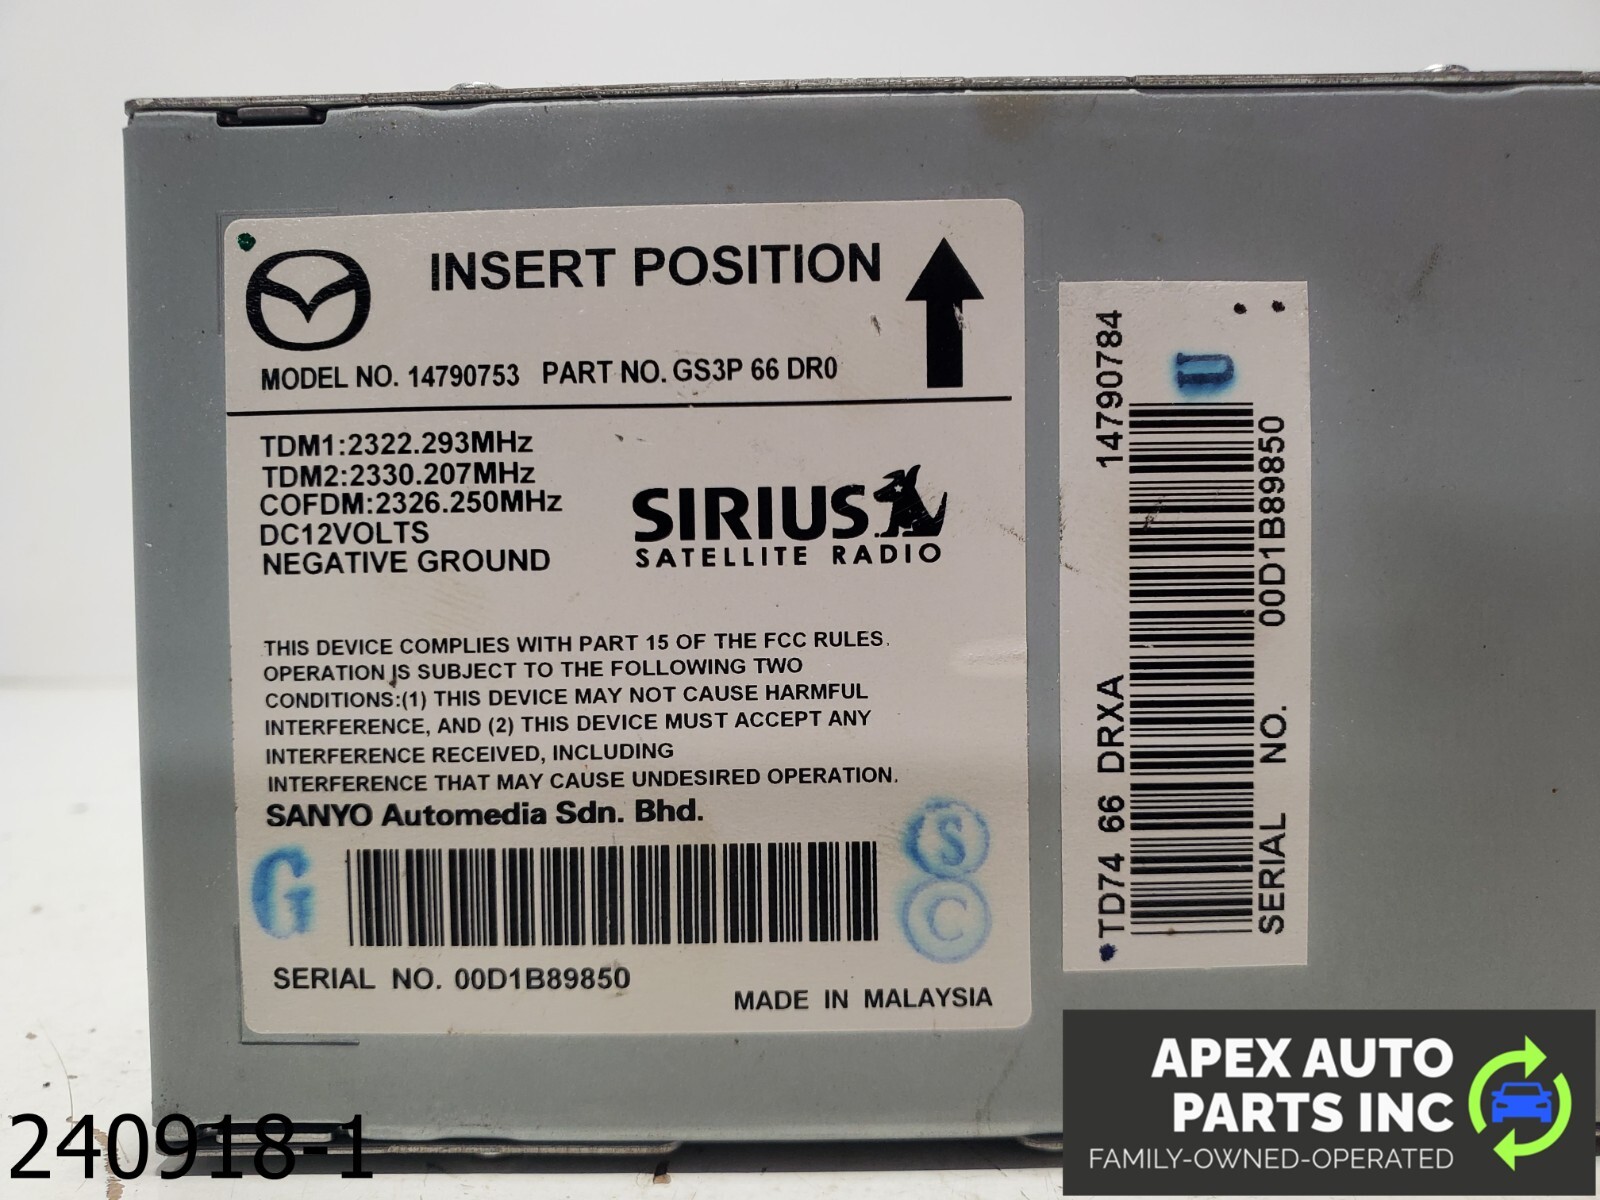 INSERT POSITION
MODEL NO. 14790753 PART NO. GS3P 66 DR0
TDM1:2322.293MHz
TDM2:2330.207MHz
COFDM:2326.250MHz
DC12VOLTS
NEGATIVE GROUND
SIRIUS
SATELLITE RADIO
THIS DEVICE COMPLIES WITH PART 15 OF THE FCC RULES.
OPERATION IS SUBJECT TO THE FOLLOWING TWO
CONDITIONS:(1) THIS DEVICE MAY NOT CAUSE HARMFUL
INTERFERENCE, AND (2) THIS DEVICE MUST ACCEPT ANY
INTERFERENCE RECEIVED, INCLUDING
INTERFERENCE THAT MAY CAUSE UNDESIRED OPERATION.
SANYO Automedia Sdn. Bhd.
G
S
C
SERIAL NO. 00D1B89850
MADE IN MALAYSIA
TD74 66 DRXA 14790784
U
SERIAL NO. 00D1B89850
240918-1
APEX AUTO
PARTS INC
FAMILY-OWNED-OPERATED